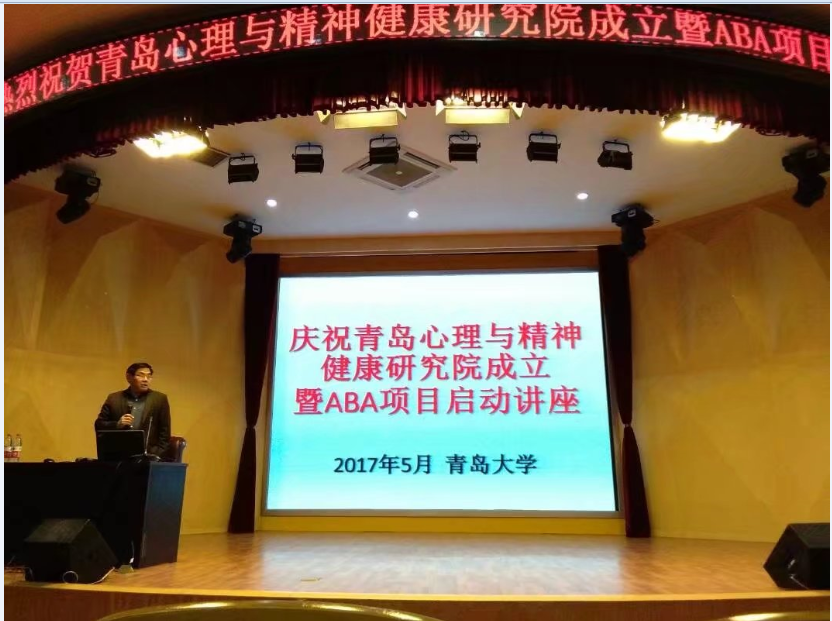 热烈祝贺青岛心理与精神健康研究院成立暨ABA项目
庆祝青岛心理与精神
健康研究院成立
暨ABA项目启动讲座
2017年5月 青岛大学